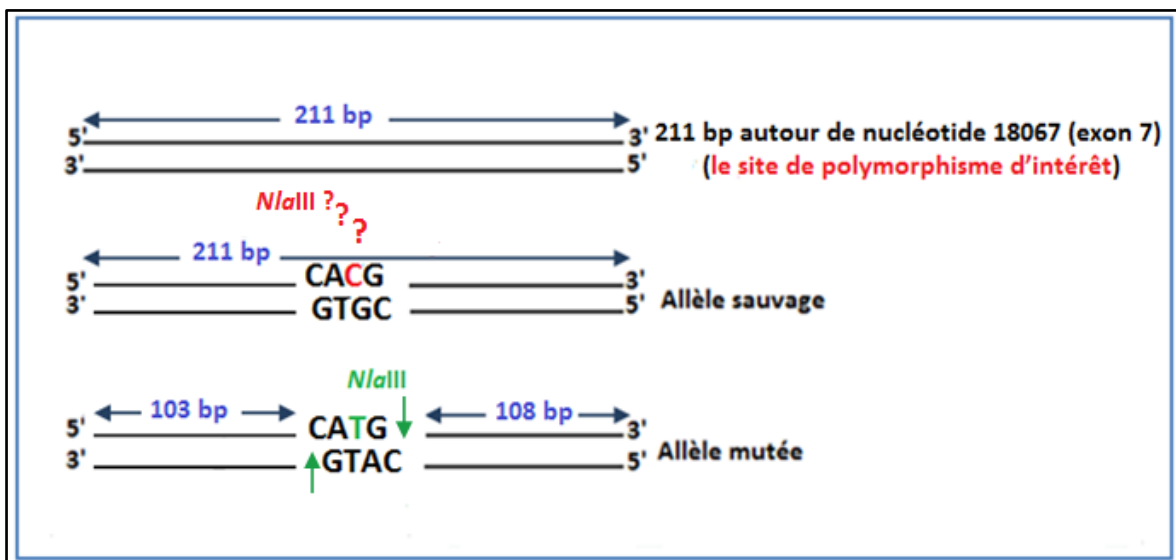 211 bp
5' 3' 211 bp autour de nucléotide 18067 (exon 7)
3' 5' (le site de polymorphisme d'intérêt)
NlaIII ???
211 bp
CACG
5' 3'
3' GTGC 5' Allèle sauvage
NlaIII
103 bp 108 bp
5' CATG 3'
3' GTAC 5' Allèle mutée